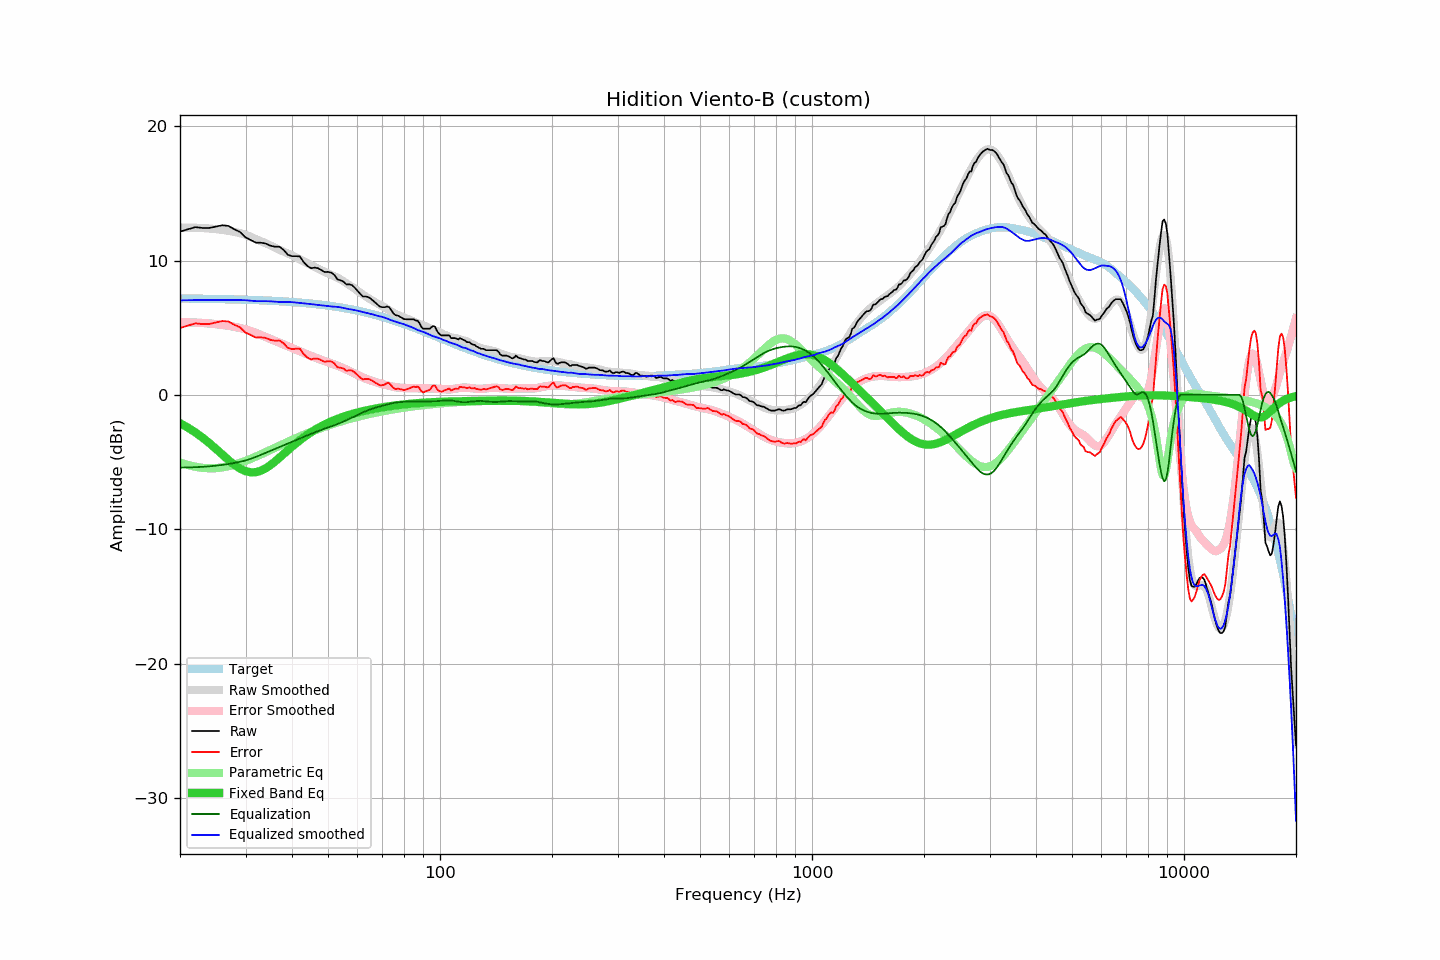 Hidition Viento-B (custom)
20
10
0
−10
−20
−30
Amplitude (dBr)
Target
Raw Smoothed
Error Smoothed
Raw
Error
Parametric Eq
Fixed Band Eq
Equalization
Equalized smoothed
100
1000
10000
Frequency (Hz)